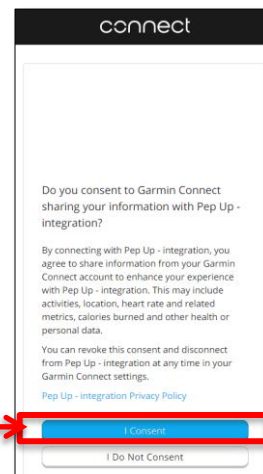 connect
Do you consent to Garmin Connect
sharing your information with Pep Up -
integration?
By connecting with Pep Up - integration, you
agree to share information from your Garmin
Connect account to enhance your experience
with Pep Up - integration. This may include
activities, location, heart rate and related
metrics, calories burned and other health or
personal data.
You can revoke this consent and disconnect
from Pep Up - integration at any time in your
Garmin Connect settings.
Pep Up - integration Privacy Policy
I Consent
I Do Not Consent